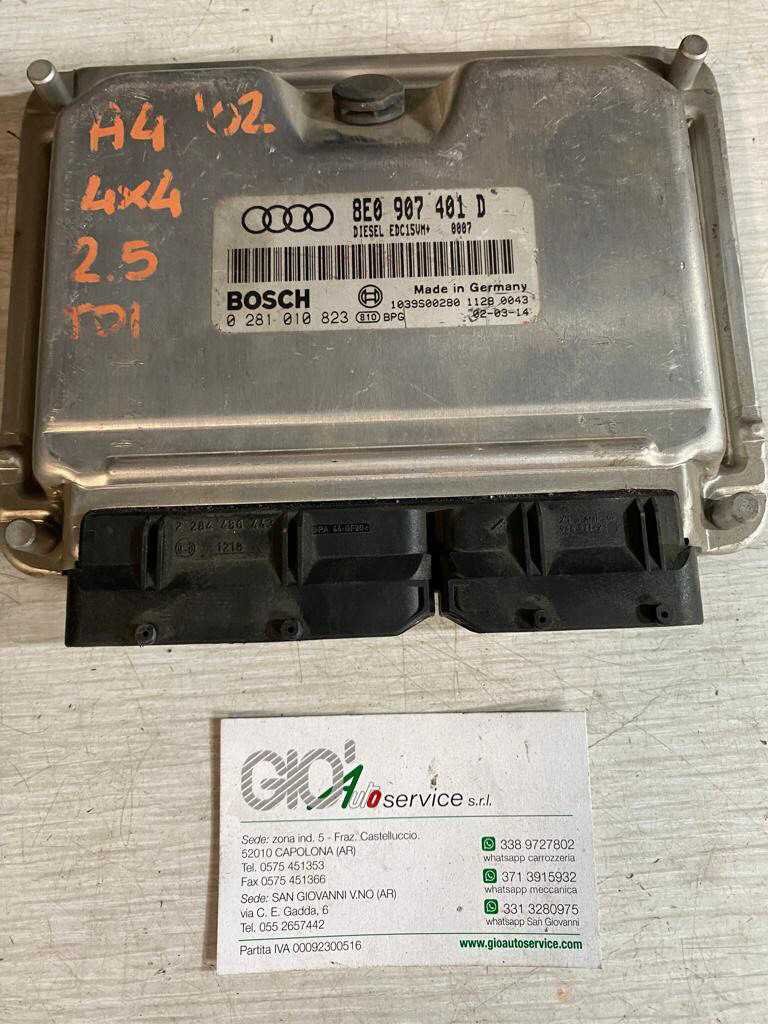 A4 '02
4x4
2.5
TDI
8E0 907 401 D
DIESEL EDC15VM+ 0007
Made in Germany
BOSCH
1039S00280 1128 0043
0 281 010 823 810 BPG 02-03-14
1218
GIO' Autoservice s.r.l.
Sede: zona ind. 5 - Fraz. Castelluccio.
52010 CAPOLONA (AR)
Tel. 0575 451353
Fax 0575 451366
Sede: SAN GIOVANNI V.NO (AR)
via C. E. Gadda, 6
Tel. 055 2657442
Partita IVA 00092300516
338 9727802
whatsapp carrozzeria
371 3915932
whatsapp meccanica
331 3280975
whatsapp San Giovanni
www.gioautoservice.com